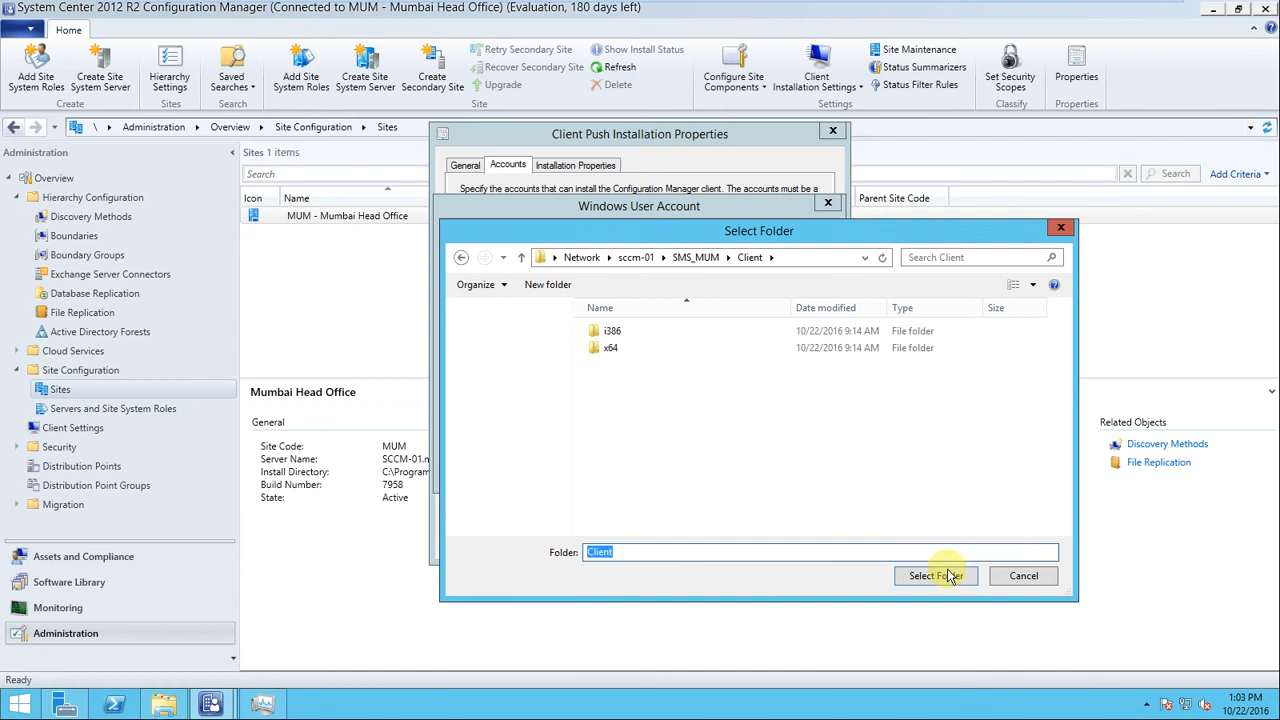 System Center 2012 R2 Configuration Manager (Connected to MUM - Mumbai Head Office) (Evaluation, 180 days left)
Home
Add Site
System Roles
Create Site
System Server
Create
Hierarchy
Settings
Sites
Saved
Searches
Search
Add Site
System Roles
Create Site
System Server
Create
Secondary Site
Retry Secondary Site
Recover Secondary Site
Upgrade
Show Install Status
Refresh
Delete
Site
Configure Site
Components
Client
Installation Settings
Site Maintenance
Status Summarizers
Status Filter Rules
Settings
Set Security
Scopes
Classify
Properties
Properties
\ Administration Overview Site Configuration Sites
Administration
Overview
Hierarchy Configuration
Discovery Methods
Boundaries
Boundary Groups
Exchange Server Connectors
Database Replication
File Replication
Active Directory Forests
Cloud Services
Site Configuration
Sites
Servers and Site System Roles
Client Settings
Security
Distribution Points
Distribution Point Groups
Migration
Assets and Compliance
Software Library
Monitoring
Administration
Sites 1 items
Search
Search
Add Criteria
Icon Name Parent Site Code
MUM - Mumbai Head Office
Client Push Installation Properties
General Accounts Installation Properties
Specify the accounts that can install the Configuration Manager client. The accounts must be a
Windows User Account
Select Folder
Network sccm-01 SMS_MUM Client
Search Client
Organize New folder
Name Date modified Type Size
i386 10/22/2016 9:14 AM File folder
x64 10/22/2016 9:14 AM File folder
Folder: Client
Select Folder Cancel
Mumbai Head Office
General
Site Code: MUM
Server Name: SCCM-01.n
Install Directory: C:\Program
Build Number: 7958
State: Active
Related Objects
Discovery Methods
File Replication
Ready
1:03 PM
10/22/2016